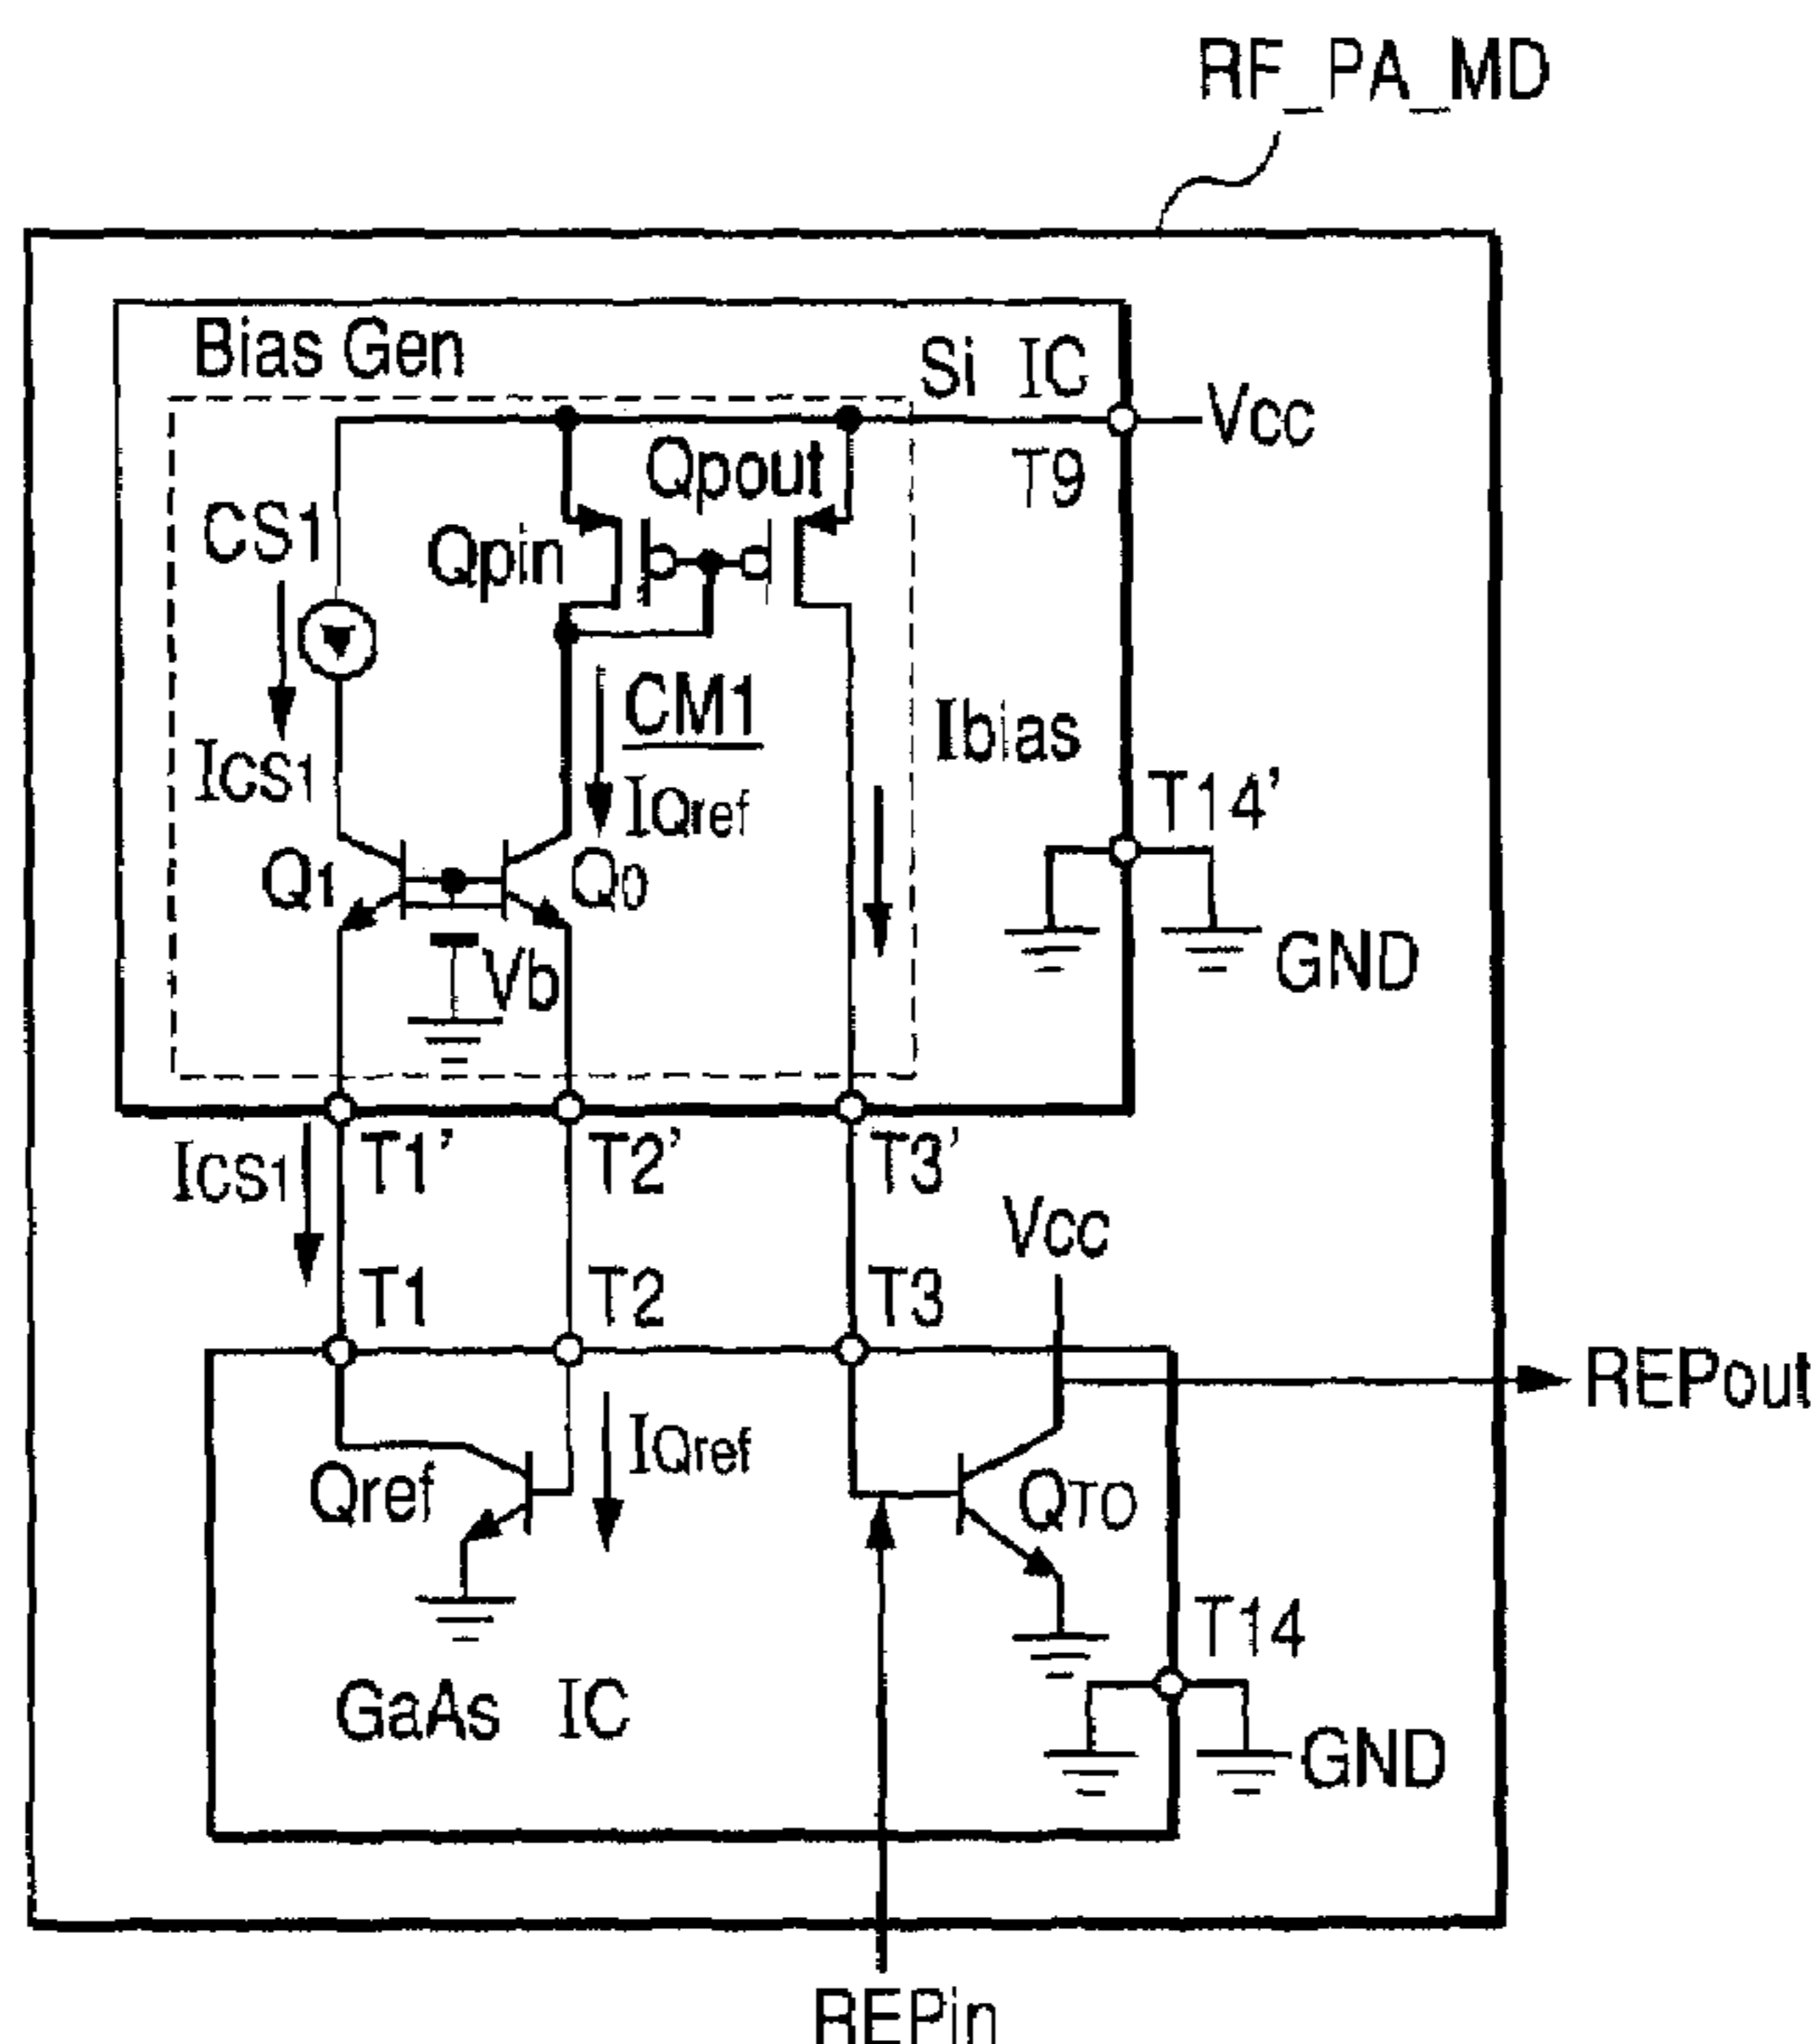 RF_PA_MD
Bias Gen
Si IC
Vcc
T9
Qpout
Qpin
CS1
CM1
Ibias
ICS1
IQref
T14'
Q1
Q0
GND
Vb
ICS1
T1'
T2'
T3'
Vcc
T1
T2
T3
REPout
Qref
IQref
QTO
T14
GaAs IC
GND
REPin